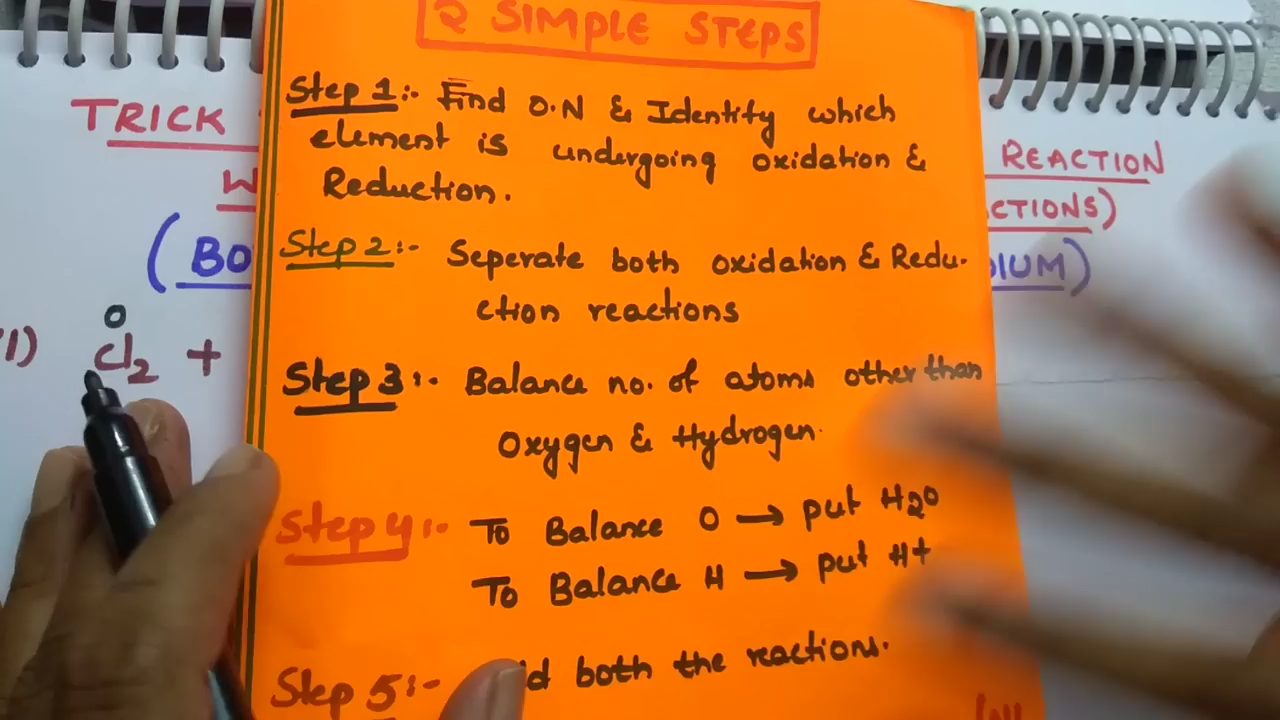 2 SIMPLE STEPS
Step 1:- Find O.N & Identify which
element is undergoing oxidation &
Reduction.
Step 2:- Seperate both oxidation & Redu-
ction reactions
Step 3:- Balance no. of atoms other than
Oxygen & Hydrogen.
Step 4:- To Balance O → put H2O
To Balance H → put H+
Step 5:- both the reactions.
TRICK
REACTION
CTIONS)
(BO
DIUM)
1) Cl2 +
0